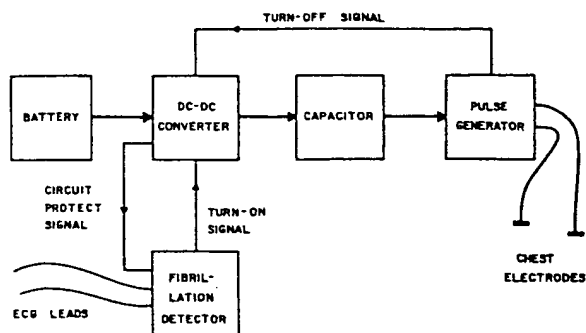 TURN-OFF SIGNAL
BATTERY
DC-DC
CONVERTER
CAPACITOR
PULSE
GENERATOR
CIRCUIT
PROTECT
SIGNAL
TURN-ON
SIGNAL
CHEST
ELECTRODES
FIBRIL-
LATION
DETECTOR
ECG LEADS